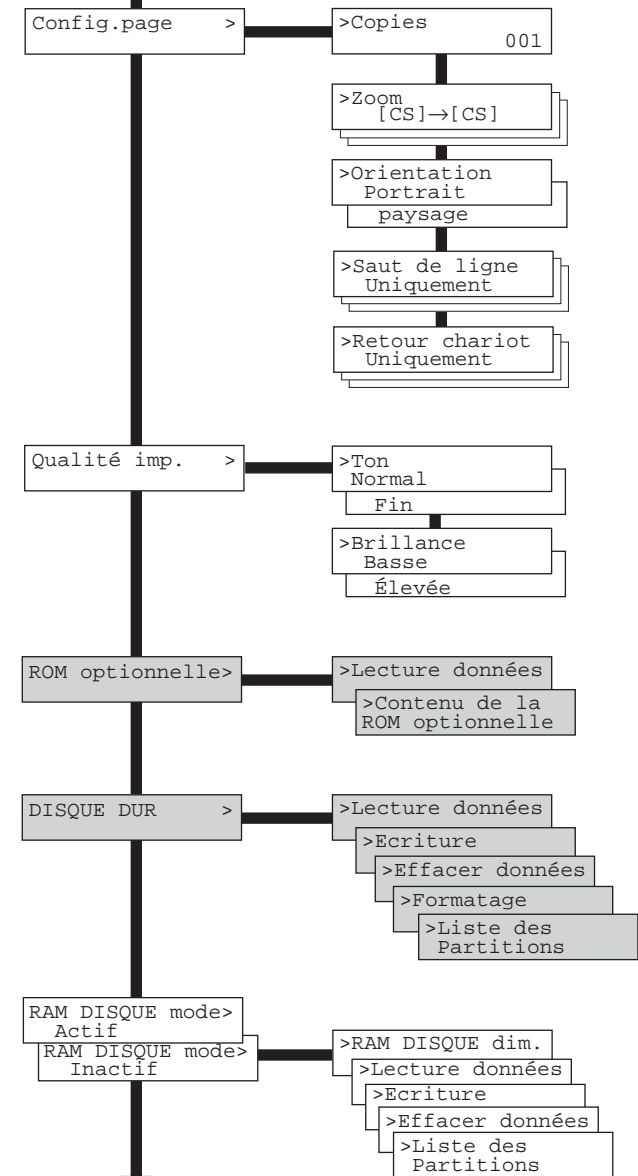 Config.page >
>Copies
001
>Zoom
[CS]→[CS]
>Orientation
Portrait
paysage
>Saut de ligne
Uniquement
>Retour chariot
Uniquement
Qualité imp. >
>Ton
Normal
Fin
>Brillance
Basse
Élevée
ROM optionnelle>
>Lecture données
>Contenu de la
ROM optionnelle
DISQUE DUR >
>Lecture données
>Ecriture
>Effacer données
>Formatage
>Liste des
Partitions
RAM DISQUE mode>
Actif
RAM DISQUE mode>
Inactif
>RAM DISQUE dim.
>Lecture données
>Ecriture
>Effacer données
>Liste des
Partitions